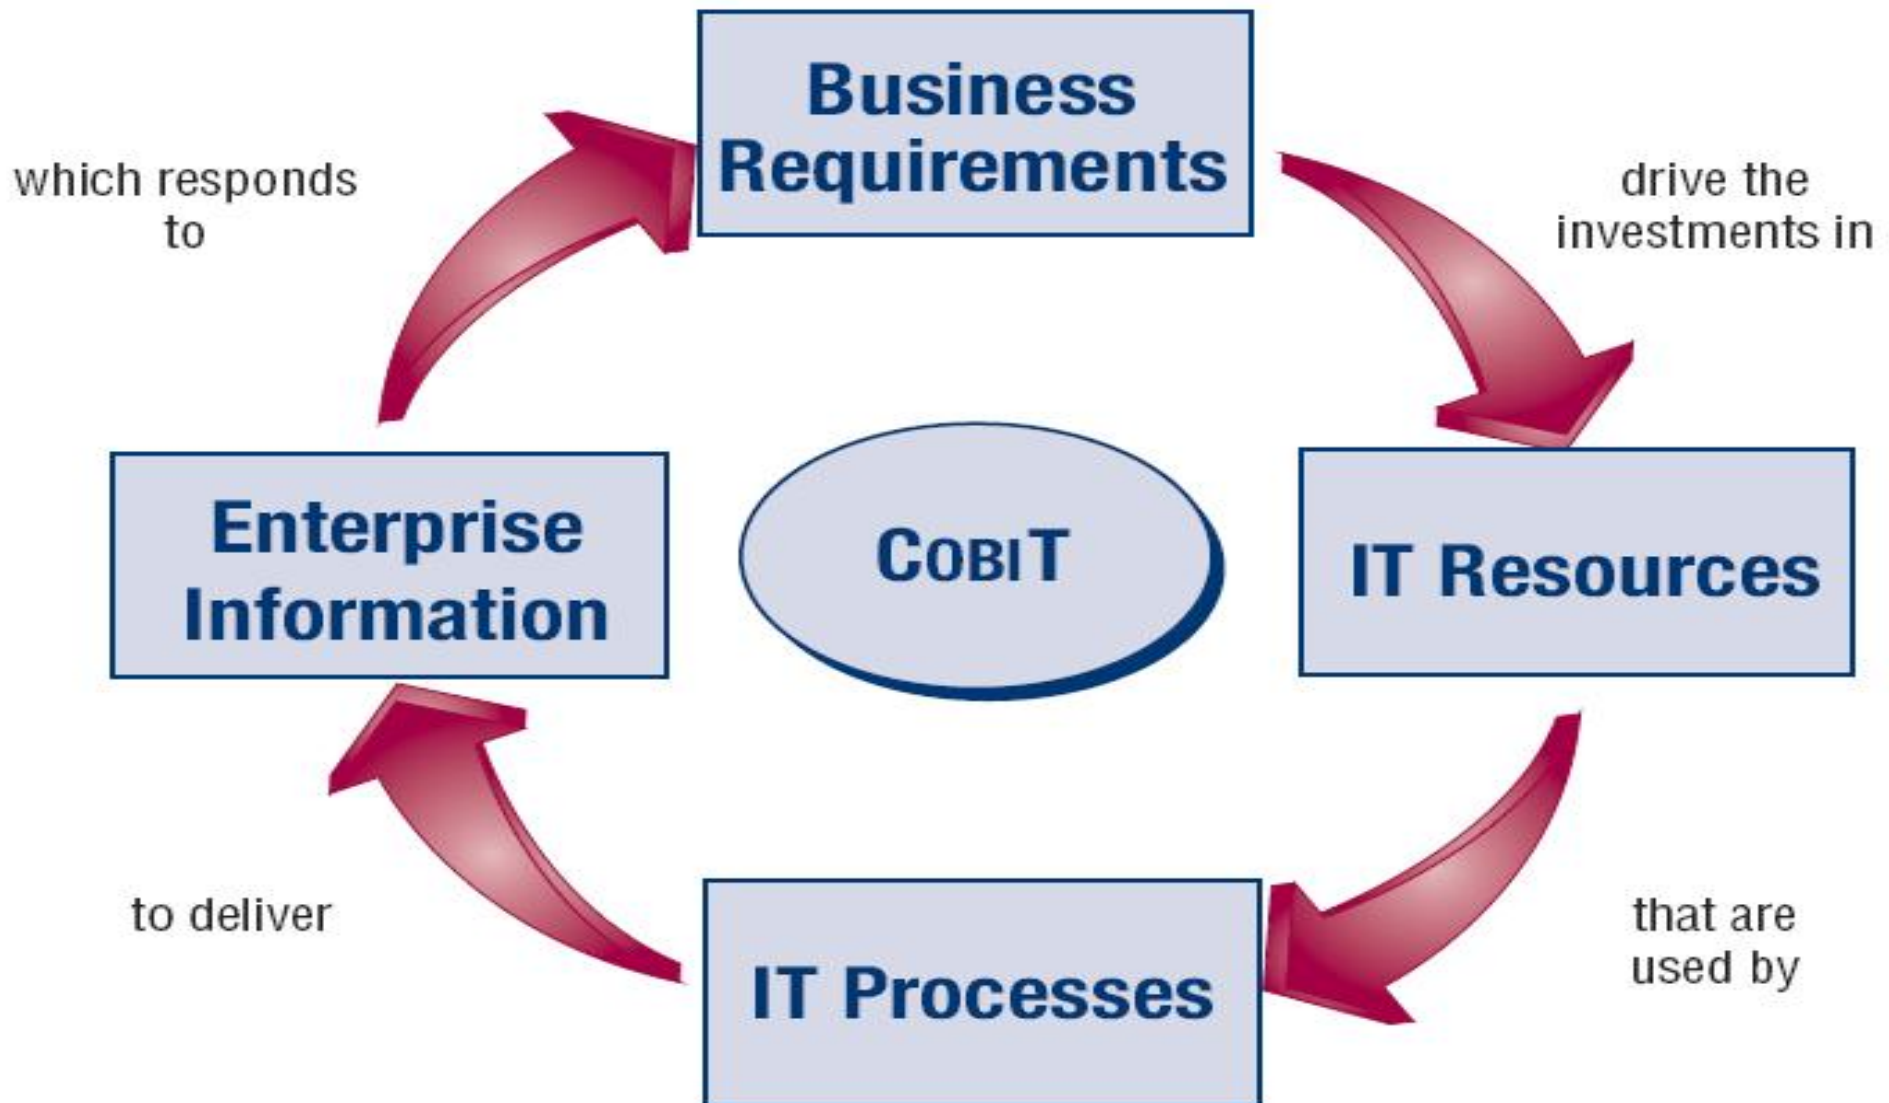 Business
Requirements
which responds
to
drive the
investments in
Enterprise
Information
COBIT
IT Resources
to deliver
that are
used by
IT Processes